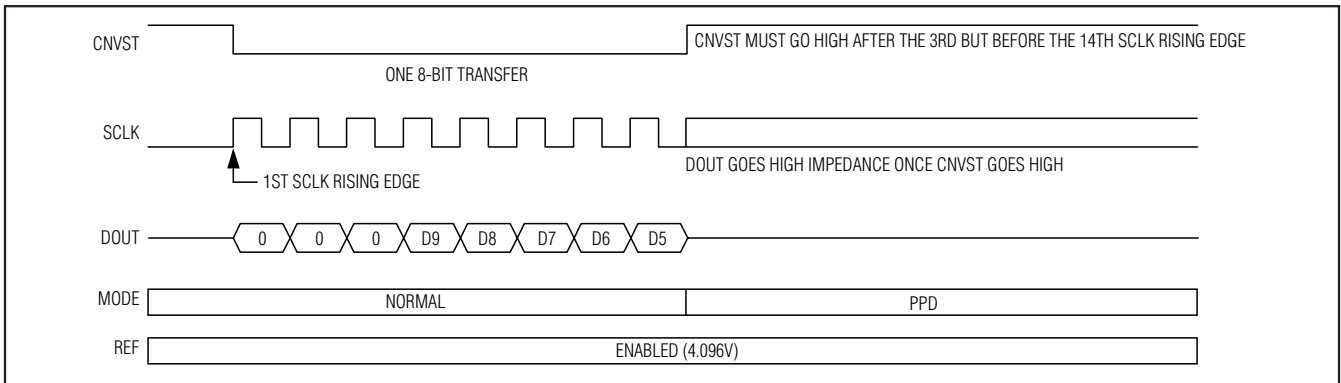 CNVST
CNVST MUST GO HIGH AFTER THE 3RD BUT BEFORE THE 14TH SCLK RISING EDGE
ONE 8-BIT TRANSFER
SCLK
DOUT GOES HIGH IMPEDANCE ONCE CNVST GOES HIGH
1ST SCLK RISING EDGE
DOUT
0 0 0 D9 D8 D7 D6 D5
MODE
NORMAL
PPD
REF
ENABLED (4.096V)